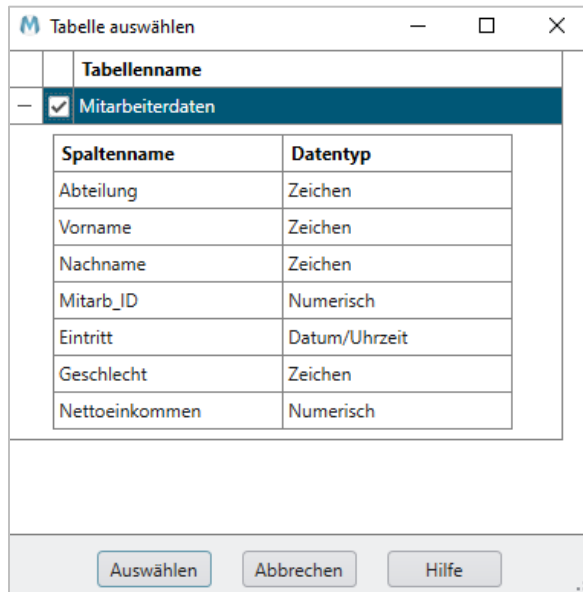 Tabelle auswählen
Tabellenname
Mitarbeiterdaten
Spaltenname Datentyp
Abteilung Zeichen
Vorname Zeichen
Nachname Zeichen
Mitarb_ID Numerisch
Eintritt Datum/Uhrzeit
Geschlecht Zeichen
Nettoeinkommen Numerisch
Auswählen Abbrechen Hilfe